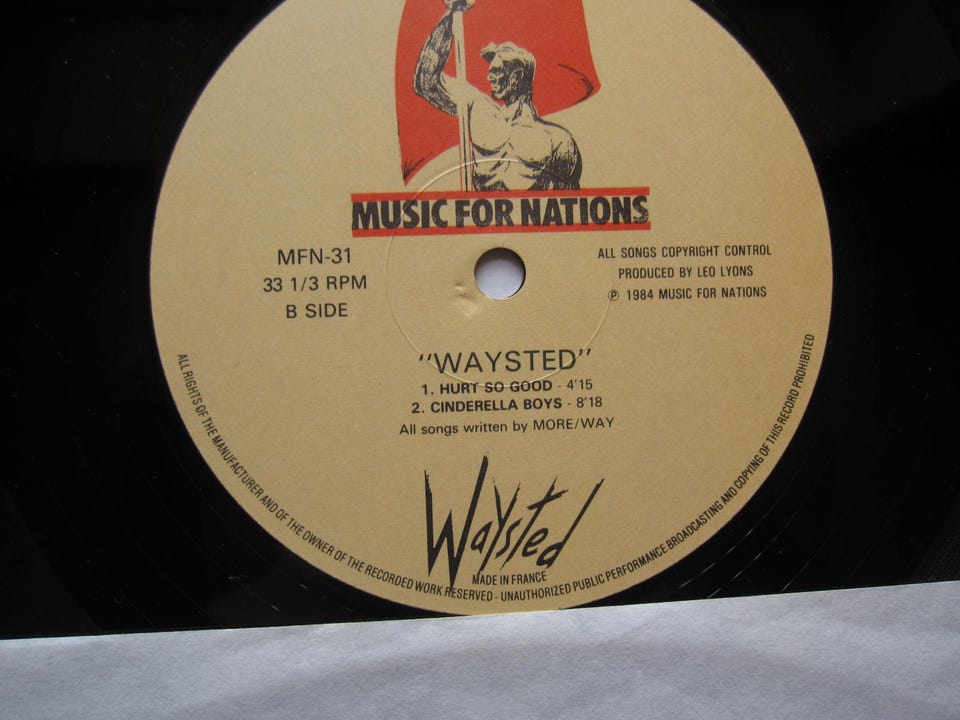 MUSIC FOR NATIONS
MFN-31
33 1/3 RPM
B SIDE
ALL SONGS COPYRIGHT CONTROL
PRODUCED BY LEO LYONS
℗ 1984 MUSIC FOR NATIONS
"WAYSTED"
1. HURT SO GOOD - 4'15
2. CINDERELLA BOYS - 8'18
All songs written by MORE/WAY
Waysted
MADE IN FRANCE
ALL RIGHTS OF THE MANUFACTURER AND OF THE OWNER OF THE RECORDED WORK RESERVED - UNAUTHORIZED PUBLIC PERFORMANCE BROADCASTING AND COPYING OF THIS RECORD PROHIBITED